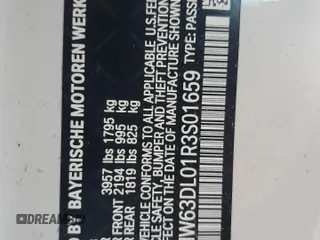 D BY BAYERISCHE MOTOREN WERK
3957 lbs 1795 kg
FRONT 2194 lbs 995 kg
REAR 1819 lbs 825 kg
VEHICLE CONFORMS TO ALL APPLICABLE U.S. FE
SAFETY, BUMPER, AND THEFT PREVENTION
ON THE DATE OF MANUFACTURE SHOWN
W63DL01R3S01659
TYPE: PASS
DREAM